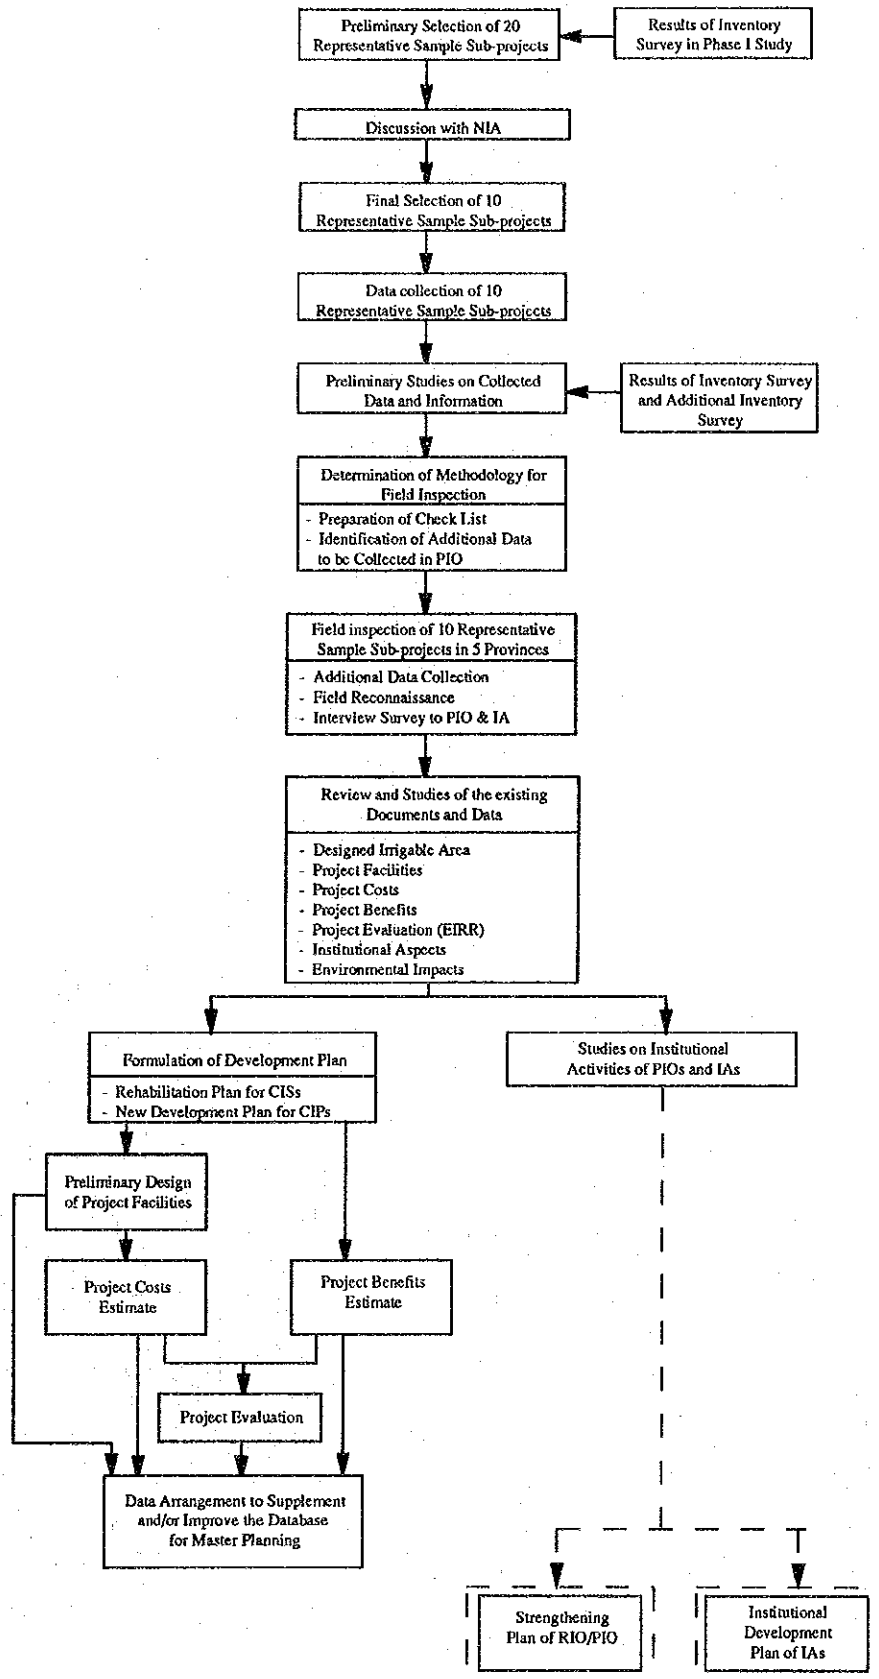 Preliminary Selection of 20
Representative Sample Sub-projects
Results of Inventory
Survey in Phase I Study
Discussion with NIA
Final Selection of 10
Representative Sample Sub-projects
Data collection of 10
Representative Sample Sub-projects
Preliminary Studies on Collected
Data and Information
Results of Inventory Survey
and Additional Inventory
Survey
Determination of Methodology for
Field Inspection
- Preparation of Check List
- Identification of Additional Data
to be Collected in PIO
Field inspection of 10 Representative
Sample Sub-projects in 5 Provinces
- Additional Data Collection
- Field Reconnaissance
- Interview Survey to PIO & IA
Review and Studies of the existing
Documents and Data
- Designed Irrigable Area
- Project Facilities
- Project Costs
- Project Benefits
- Project Evaluation (EIRR)
- Institutional Aspects
- Environmental Impacts
Formulation of Development Plan
- Rehabilitation Plan for CISs
- New Development Plan for CIPs
Studies on Institutional
Activities of PIOs and IAs
Preliminary Design
of Project Facilities
Project Costs
Estimate
Project Benefits
Estimate
Project Evaluation
Data Arrangement to Supplement
and/or Improve the Database
for Master Planning
Strengthening
Plan of RIO/PIO
Institutional
Development
Plan of IAs